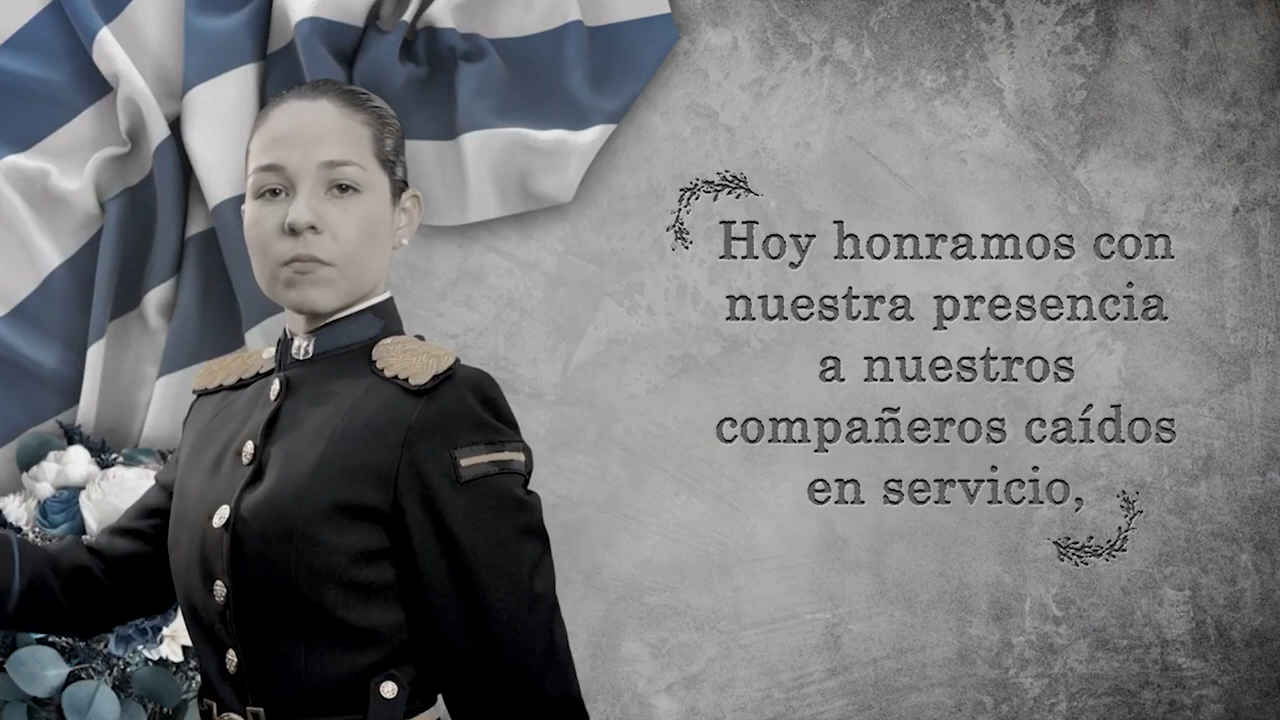 Hoy honramos con
nuestra presencia
a nuestros
compañeros caídos
en servicio,